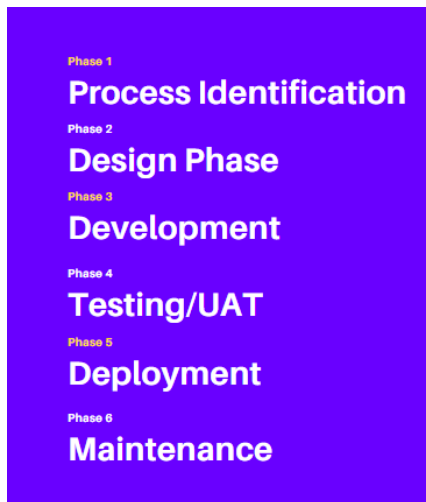 Phase 1
Process Identification
Phase 2
Design Phase
Phase 3
Development
Phase 4
Testing/UAT
Phase 5
Deployment
Phase 6
Maintenance